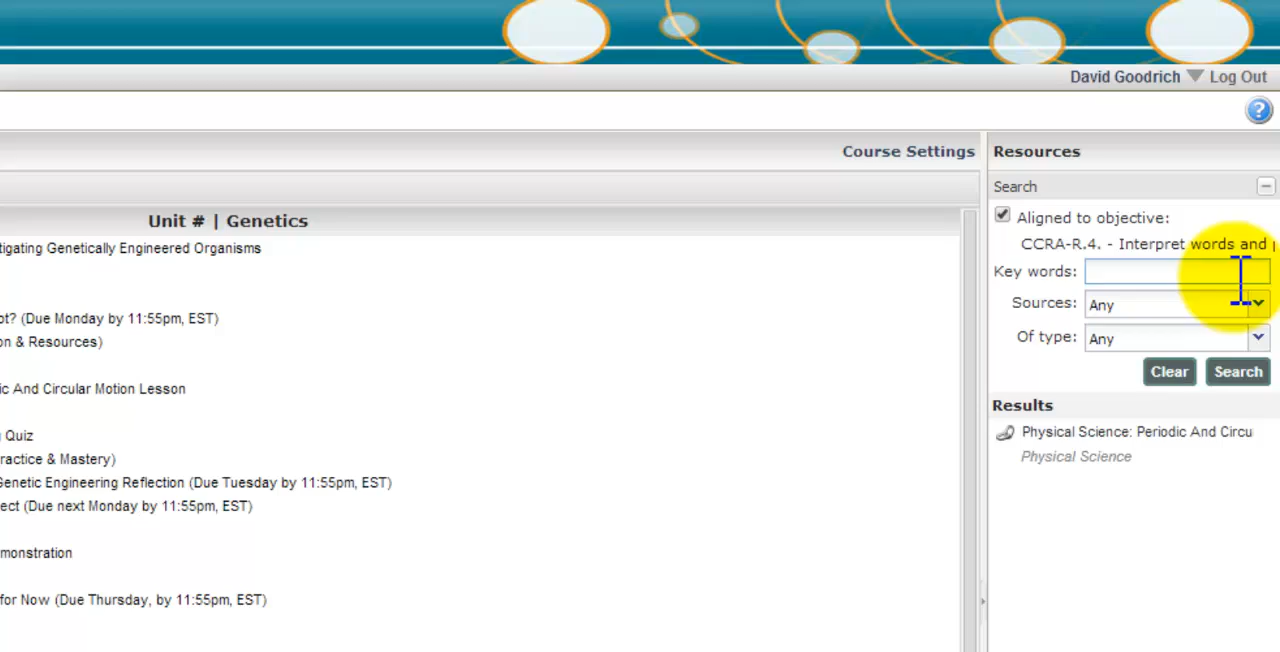 David Goodrich Log Out
?
Course Settings
Resources
Search
Unit # | Genetics
tigating Genetically Engineered Organisms
ot? (Due Monday by 11:55pm, EST)
on & Resources)
ic And Circular Motion Lesson
Quiz
ractice & Mastery)
Genetic Engineering Reflection (Due Tuesday by 11:55pm, EST)
ect (Due next Monday by 11:55pm, EST)
monstration
for Now (Due Thursday, by 11:55pm, EST)
Aligned to objective:
CCRA-R.4. - Interpret words and
Key words:
Sources: Any
Of type: Any
Clear Search
Results
Physical Science: Periodic And Circu
Physical Science